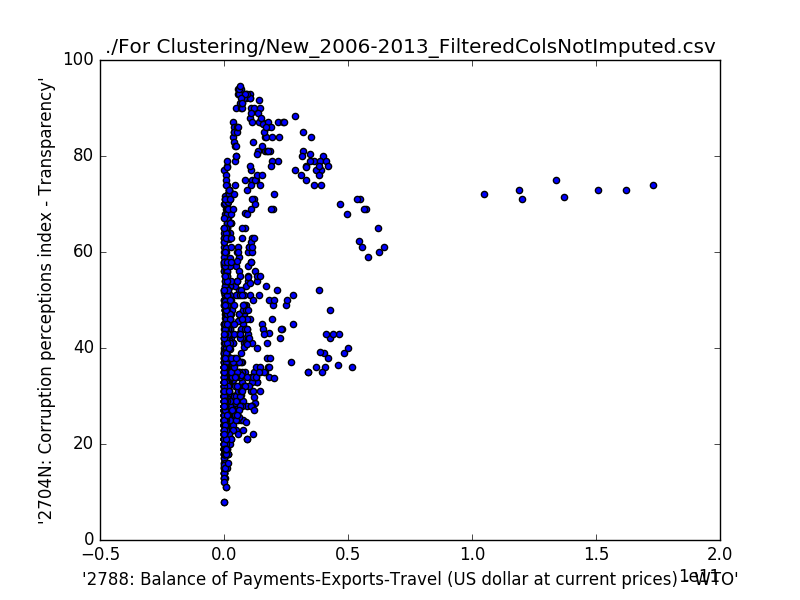 ./For Clustering/New_2006-2013_FilteredColsNotImputed.csv
100
80
60
40
20
0
'2704N: Corruption perceptions index - Transparency'
−0.5 0.0 0.5 1.0 1.5 2.0
1e11
'2788: Balance of Payments-Exports-Travel (US dollar at current prices) - WTO'